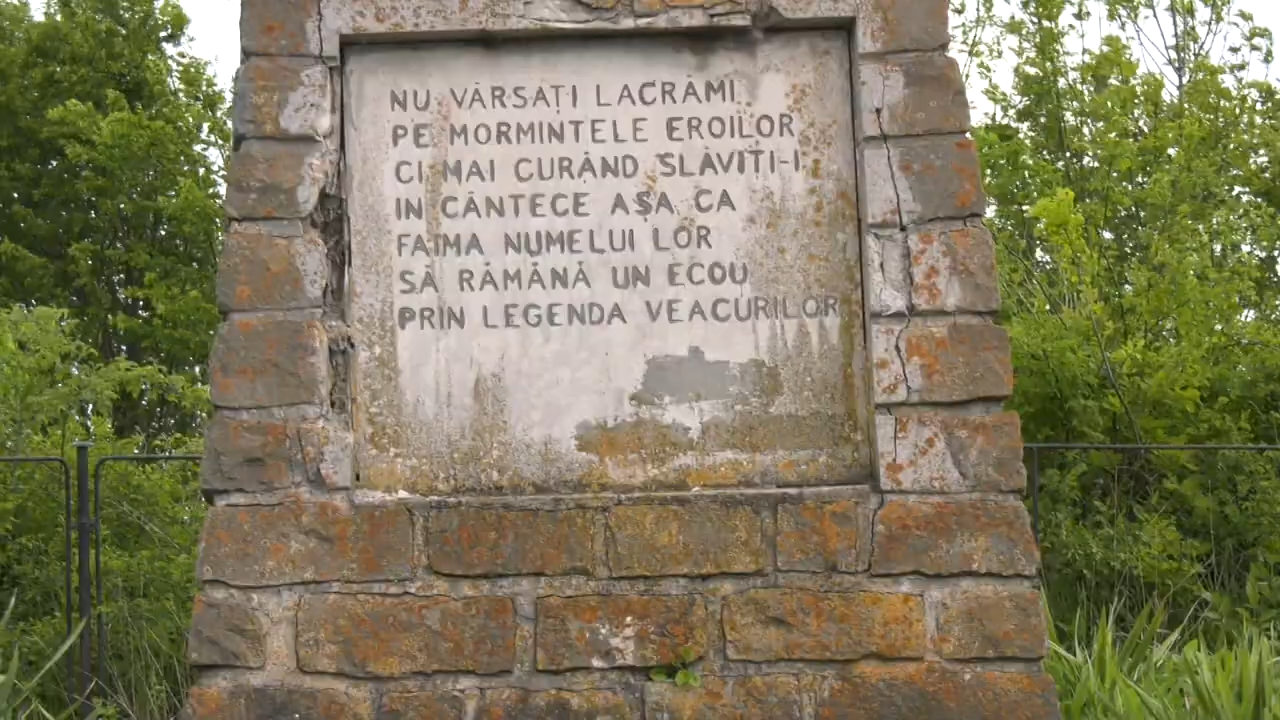 NU VĂRSAȚI LACRĂMI
PE MORMINTELE EROILOR
CI MAI CURÂND SLĂVIȚI-I
IN CÂNTECE AȘA CA
FAIMA NUMELUI LOR
SĂ RĂMÂNĂ UN ECOU
PRIN LEGENDA VEACURILOR